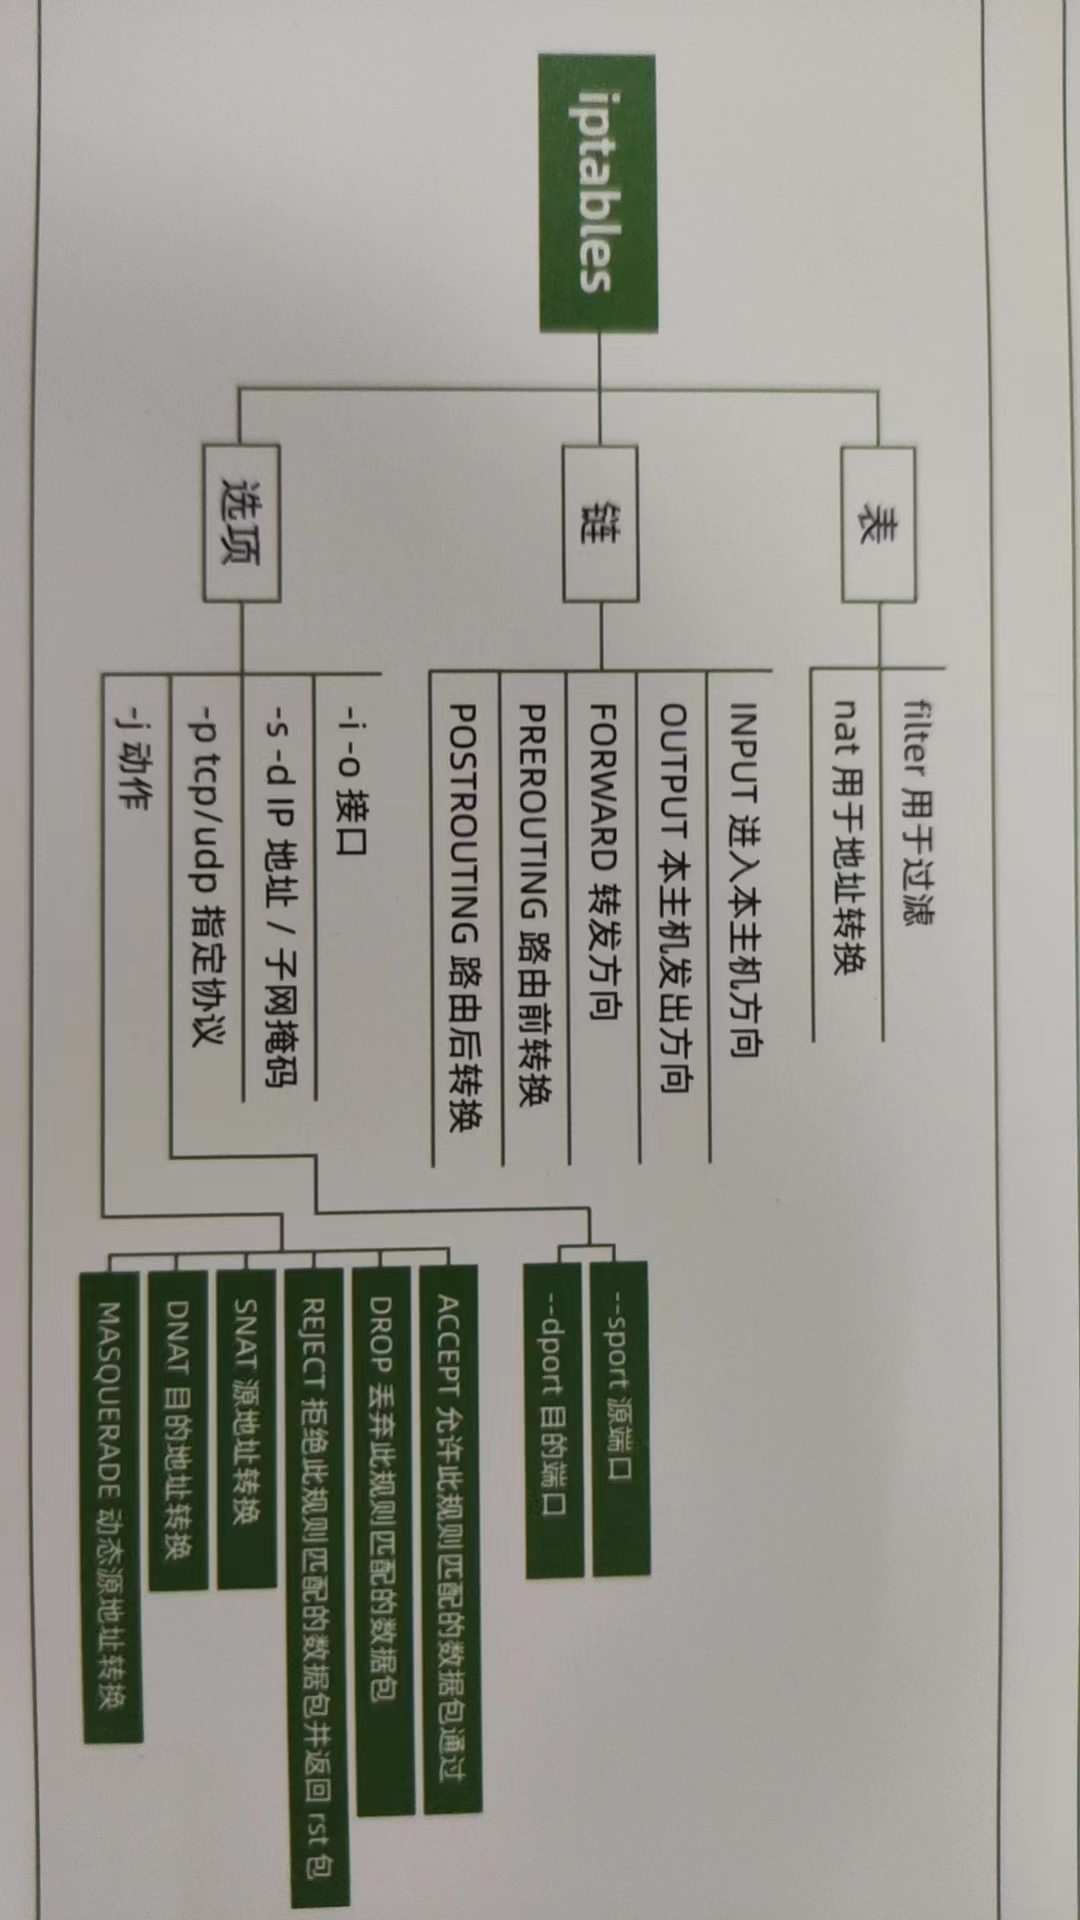 iptables
表
filter 用于过滤
nat 用于地址转换
链
INPUT 进入本主机方向
OUTPUT 本主机发出方向
FORWARD 转发方向
PREROUTING 路由前转换
POSTROUTING 路由后转换
选项
-i -o 接口
-s -d IP 地址 / 子网掩码
-p tcp/udp 指定协议
--sport 源端口
--dport 目的端口
-j 动作
ACCEPT 允许此规则匹配的数据包通过
DROP 丢弃此规则匹配的数据包
REJECT 拒绝此规则匹配的数据包并返回 rst 包
SNAT 源地址转换
DNAT 目的地址转换
MASQUERADE 动态源地址转换